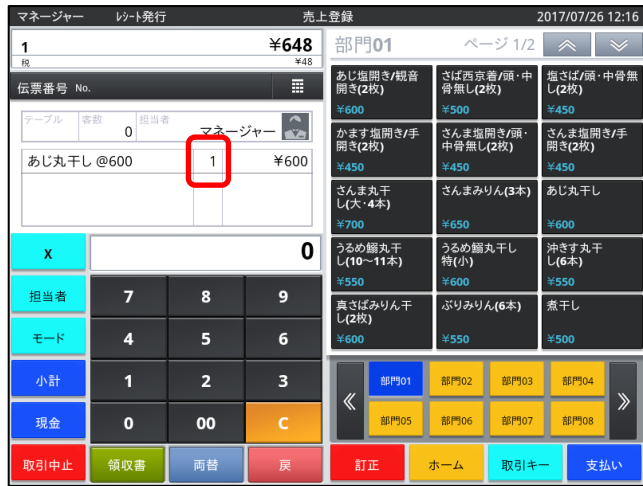 マネージャー ﾚｼｰﾄ発行 売上登録 2017/07/26 12:16
1 ¥648
税 ¥48
伝票番号 No.
テーブル 客数 0 担当者 マネージャー
あじ丸干し @600 1 ¥600
X 0
担当者 7 8 9
モード 4 5 6
小計 1 2 3
現金 0 00 C
取引中止 領収書 両替 戻
部門01 ページ 1/2
あじ塩開き/観音開き(2枚) ¥600
さば西京着/頭・中骨無し(2枚) ¥500
塩さば/頭・中骨無し(2枚) ¥450
かます塩開き/手開き(2枚) ¥450
さんま塩開き/頭・中骨無し(2枚) ¥450
さんま塩開き/手開き(2枚) ¥450
さんま丸干し(大・4本) ¥700
さんまみりん(3本) ¥650
あじ丸干し ¥600
うるめ鰯丸干し(10〜11本) ¥550
うるめ鰯丸干し特(小) ¥600
沖きす丸干し(6本) ¥550
真さばみりん干し(2枚) ¥600
ぶりみりん(6本) ¥550
煮干し ¥500
部門01 部門02 部門03 部門04
部門05 部門06 部門07 部門08
訂正 ホーム 取引キー 支払い